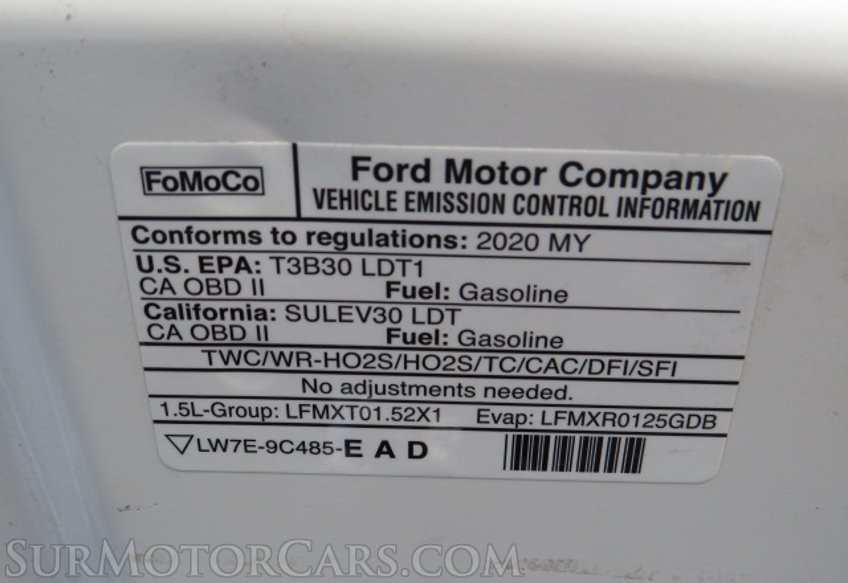 FoMoCo
Ford Motor Company
VEHICLE EMISSION CONTROL INFORMATION
Conforms to regulations: 2020 MY
U.S. EPA: T3B30 LDT1
CA OBD II Fuel: Gasoline
California: SULEV30 LDT
CA OBD II Fuel: Gasoline
TWC/WR-HO2S/HO2S/TC/CAC/DFI/SFI
No adjustments needed.
1.5L-Group: LFMXT01.52X1 Evap: LFMXR0125GDB
LW7E-9C485-E A D
SURMOTORCARS.COM